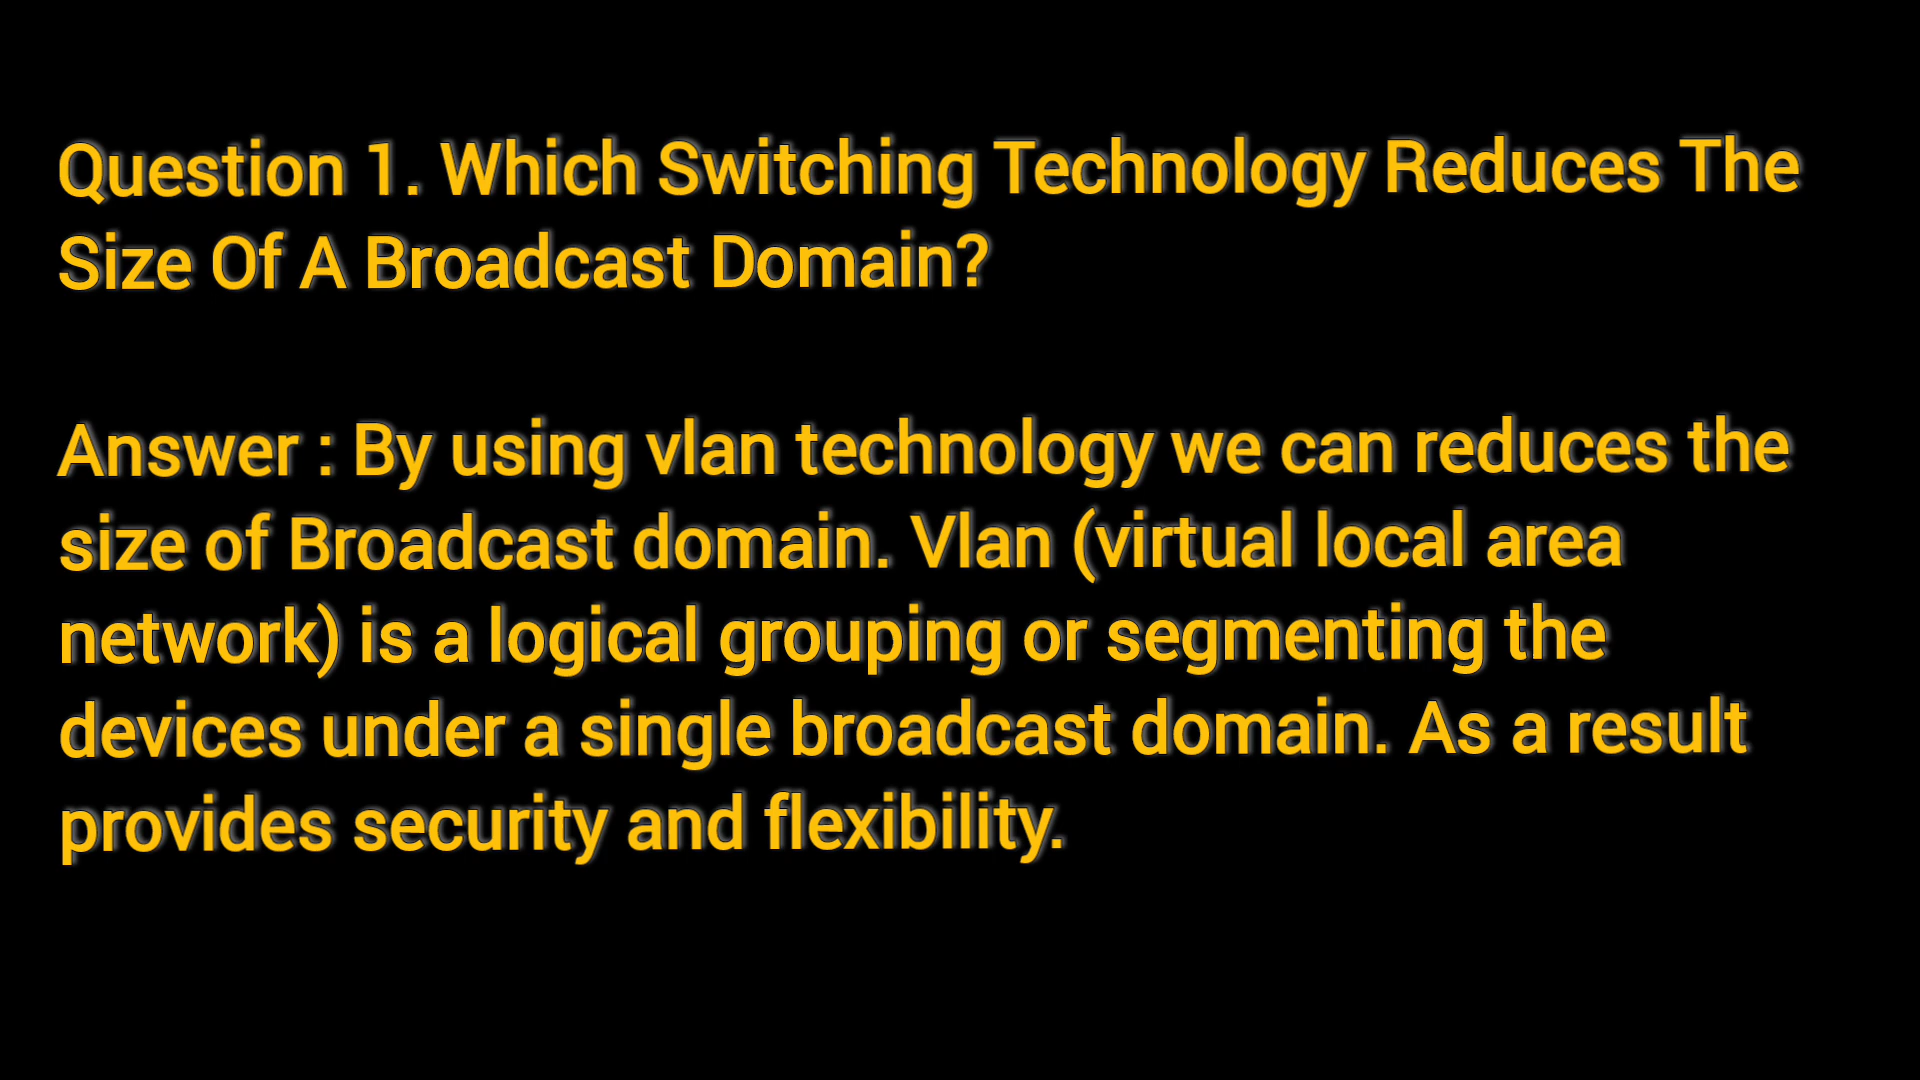 Question 1. Which Switching Technology Reduces The
Size Of A Broadcast Domain?
Answer : By using vlan technology we can reduces the
size of Broadcast domain. Vlan (virtual local area
network) is a logical grouping or segmenting the
devices under a single broadcast domain. As a result
provides security and flexibility.